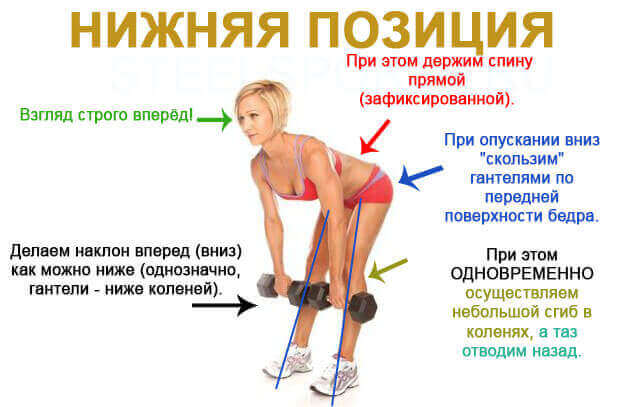 НИЖНЯЯ ПОЗИЦИЯ
При этом держим спину
прямой
(зафиксированной).
Взгляд строго вперёд!
При опускании вниз
"скользим"
гантелями по
передней
поверхности бедра.
Делаем наклон вперед (вниз)
как можно ниже (однозначно,
гантели - ниже коленей).
При этом
ОДНОВРЕМЕННО
осуществляем
небольшой сгиб в
коленях, а таз
отводим назад.